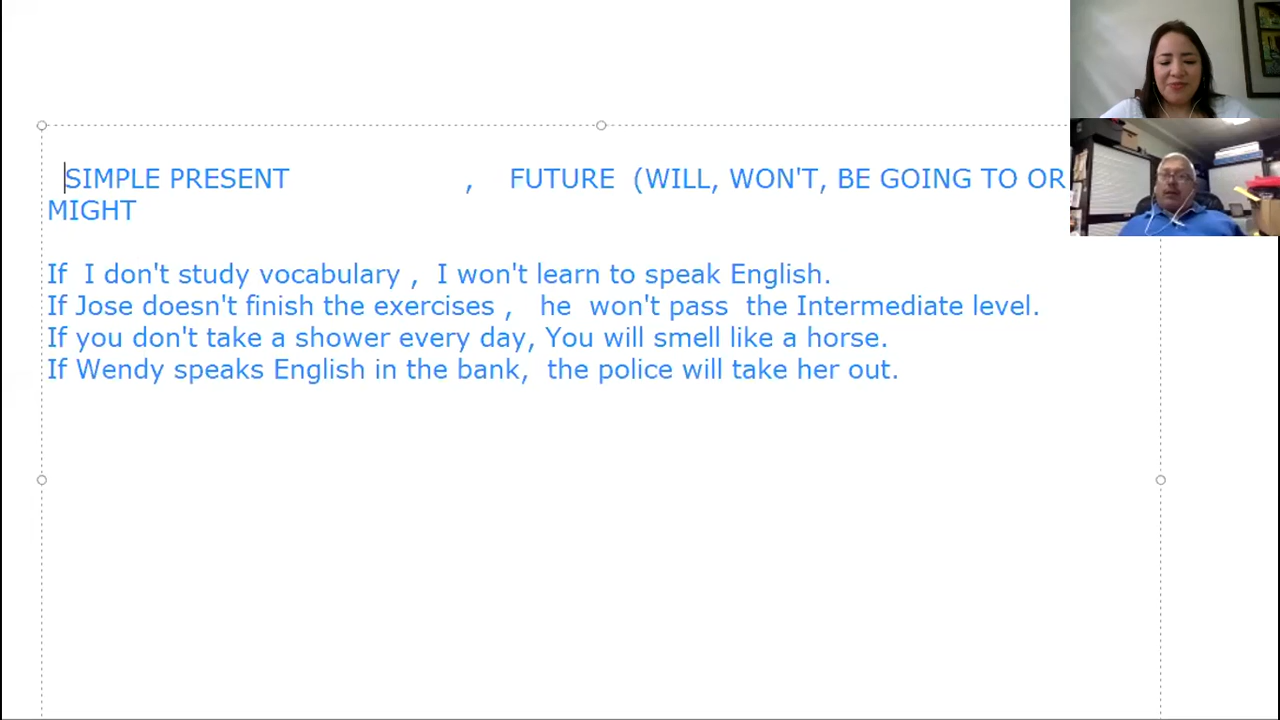 SIMPLE PRESENT , FUTURE (WILL, WON'T, BE GOING TO OR
MIGHT
If I don't study vocabulary , I won't learn to speak English.
If Jose doesn't finish the exercises , he won't pass the Intermediate level.
If you don't take a shower every day, You will smell like a horse.
If Wendy speaks English in the bank, the police will take her out.